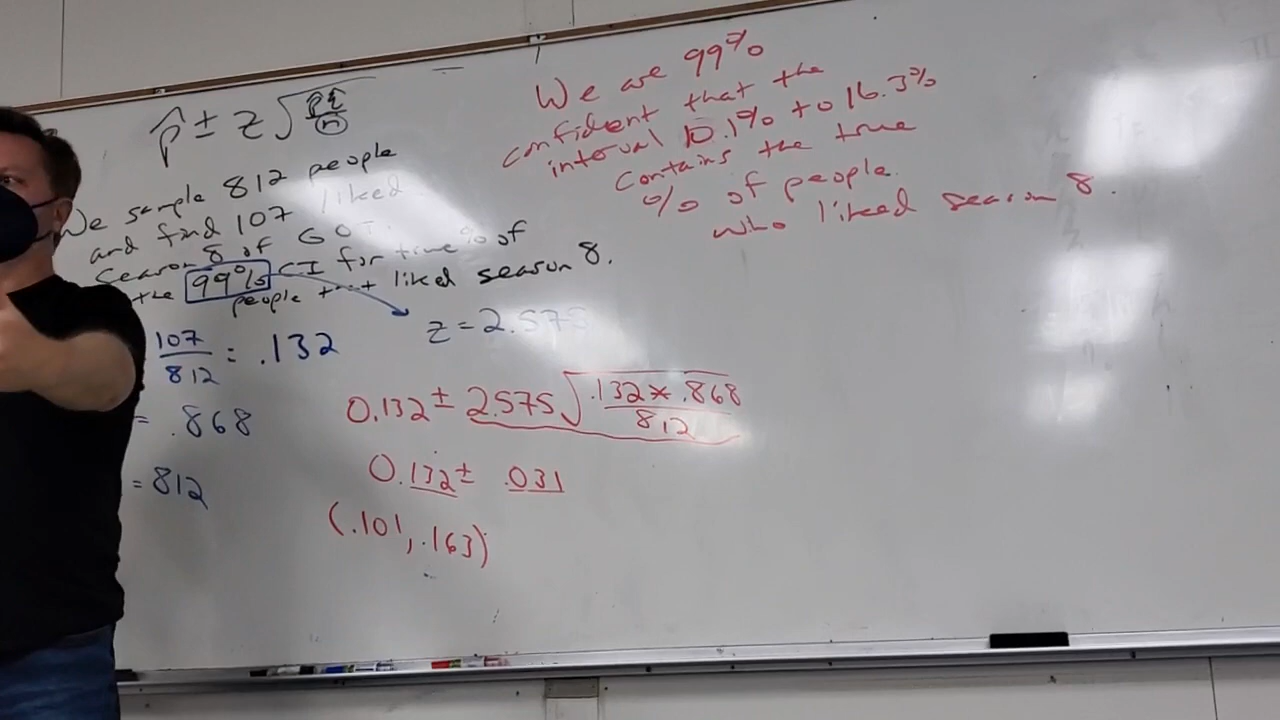 p̂ ± z √(p̂q̂/n)
We sample 812 people
and find 107 liked
season 8 of GOT.
the 99% CI for true % of
people that liked season 8.
z = 2.575
107/812 = .132
= .868
= 812
0.132 ± 2.575 √(.132 * .868 / 812)
0.132 ± .031
(.101, .163)
We are 99%
confident that the
interval 10.1% to 16.3%
contains the true
% of people.
who liked season 8.